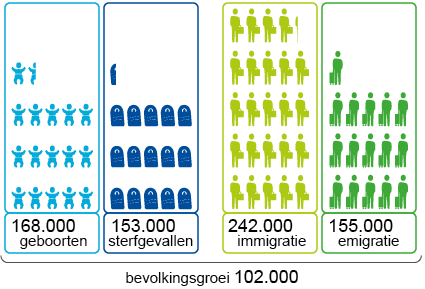 168.000
geboorten
153.000
sterfgevallen
242.000
immigratie
155.000
emigratie
bevolkingsgroei 102.000